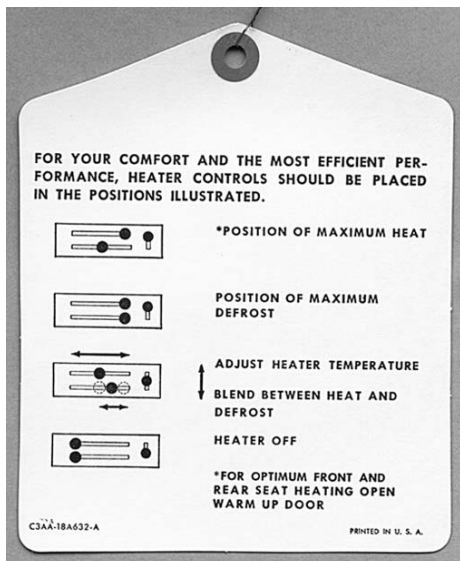 FOR YOUR COMFORT AND THE MOST EFFICIENT PER-
FORMANCE, HEATER CONTROLS SHOULD BE PLACED
IN THE POSITIONS ILLUSTRATED.
*POSITION OF MAXIMUM HEAT
POSITION OF MAXIMUM
DEFROST
ADJUST HEATER TEMPERATURE
BLEND BETWEEN HEAT AND
DEFROST
HEATER OFF
*FOR OPTIMUM FRONT AND
REAR SEAT HEATING OPEN
WARM UP DOOR
C3AA-18A632-A
PRINTED IN U. S. A.